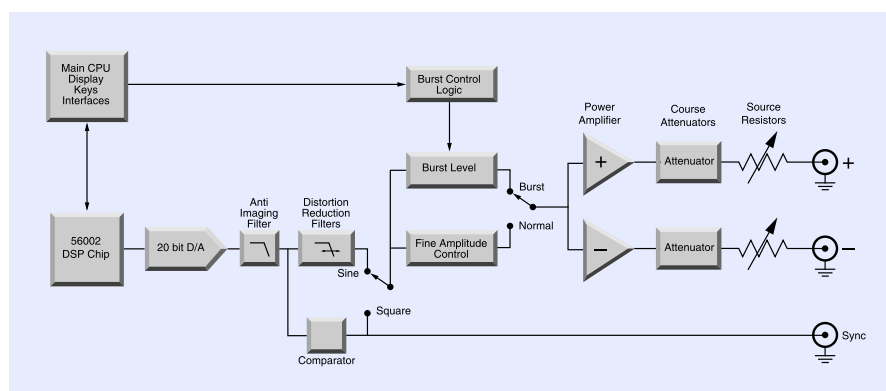 Main CPU
Display
Keys
Interfaces
Burst Control
Logic
Power
Amplifier
Course
Attenuators
Source
Resistors
Burst Level
Burst
+
Attenuator
+
Anti
Imaging
Filter
Distortion
Reduction
Filters
Normal
56002
DSP Chip
20 bit D/A
Fine Amplitude
Control
−
Attenuator
−
Sine
Square
Comparator
Sync